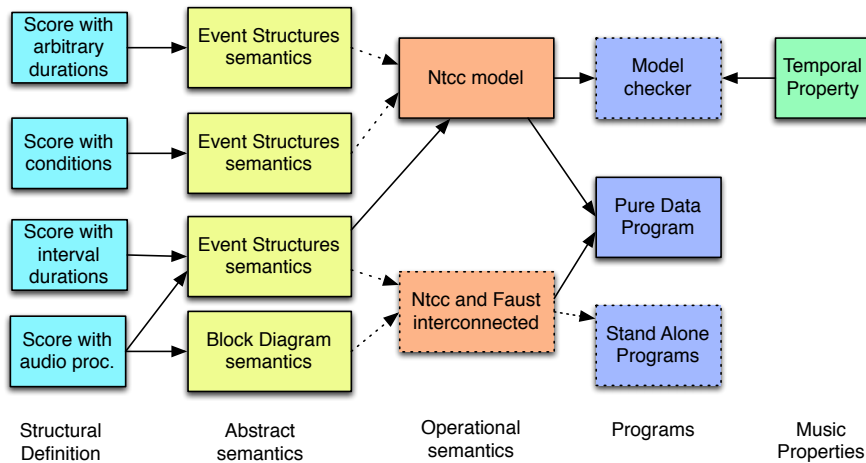 Score with
arbitrary
durations
Event Structures
semantics
Ntcc model
Model
checker
Temporal
Property
Score with
conditions
Event Structures
semantics
Pure Data
Program
Score with
interval
durations
Event Structures
semantics
Ntcc and Faust
interconnected
Score with
audio proc.
Block Diagram
semantics
Stand Alone
Programs
Structural
Definition
Abstract
semantics
Operational
semantics
Programs
Music
Properties